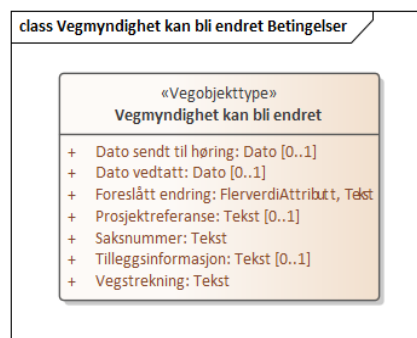 class Vegmyndighet kan bli endret Betingelser
«Vegobjekttype»
Vegmyndighet kan bli endret
+ Dato sendt til høring: Dato [0..1]
+ Dato vedtatt: Dato [0..1]
+ Foreslått endring: FlerverdiAttributt, Tekst
+ Prosjektreferanse: Tekst [0..1]
+ Saksnummer: Tekst
+ Tilleggsinformasjon: Tekst [0..1]
+ Vegstrekning: Tekst